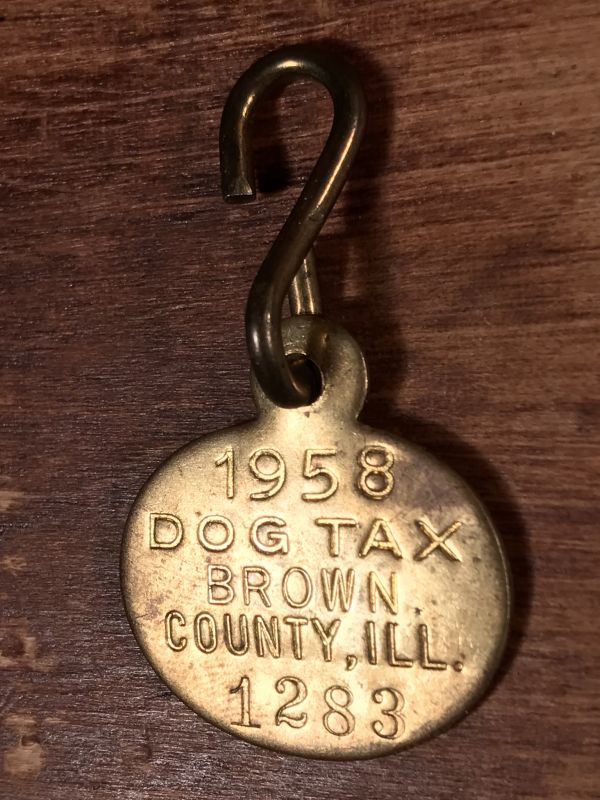 1958
DOG TAX
BROWN
COUNTY, ILL.
1283